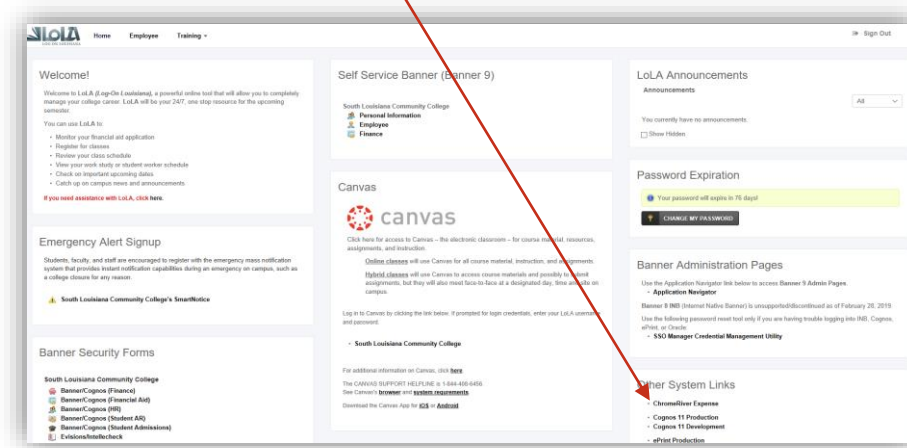 LoLA
LOG ON LOUISIANA
Home Employee Training
Sign Out
Welcome!
Welcome to LoLA (Log-On Louisiana), a powerful online tool that will allow you to completely
manage your college career. LoLA will be your 24/7, one stop resource for the upcoming
semester.
You can use LoLA to:
• Monitor your financial aid application
• Register for classes
• Review your class schedule
• View your work study or student worker schedule
• Check on important upcoming dates
• Catch up on campus news and announcements
If you need assistance with LoLA, click here.
Emergency Alert Signup
Students, faculty, and staff are encouraged to register with the emergency mass notification
system that provides instant notification capabilities during an emergency on campus, such as
a college closure for any reason.
South Louisiana Community College's SmartNotice
Banner Security Forms
South Louisiana Community College
Banner/Cognos (Finance)
Banner/Cognos (Financial Aid)
Banner/Cognos (HR)
Banner/Cognos (Student AR)
Banner/Cognos (Student Admissions)
Evisions/Intellecheck
Self Service Banner (Banner 9)
South Louisiana Community College
Personal Information
Employee
Finance
Canvas
canvas
Click here for access to Canvas – the electronic classroom – for course material, resources,
assignments, and instruction.
Online classes will use Canvas for all course material, instruction, and assignments.
Hybrid classes will use Canvas to access course materials and possibly to submit
assignments, but they will also meet face-to-face at a designated day, time and site on
campus.
Log in to Canvas by clicking the link below. If prompted for login credentials, enter your LoLA username
and password.
- South Louisiana Community College
For additional information on Canvas, click here.
The CANVAS SUPPORT HELPLINE is 1-844-408-6456.
See Canvas's browser and system requirements.
Download the Canvas App for iOS or Android.
LoLA Announcements
Announcements
All
You currently have no announcements.
Show Hidden
Password Expiration
Your password will expire in 75 days!
CHANGE MY PASSWORD
Banner Administration Pages
Use the Application Navigator link below to access Banner 9 Admin Pages.
- Application Navigator
Banner 8 INB (Internet Native Banner) is unsupported/discontinued as of February 28, 2019.
Use the following password reset tool only if you are having trouble logging into INB, Cognos,
ePrint, or Oracle.
- SSO Manager Credential Management Utility
Other System Links
- ChromeRiver Expense
- Cognos 11 Production
- Cognos 11 Development
- ePrint Production